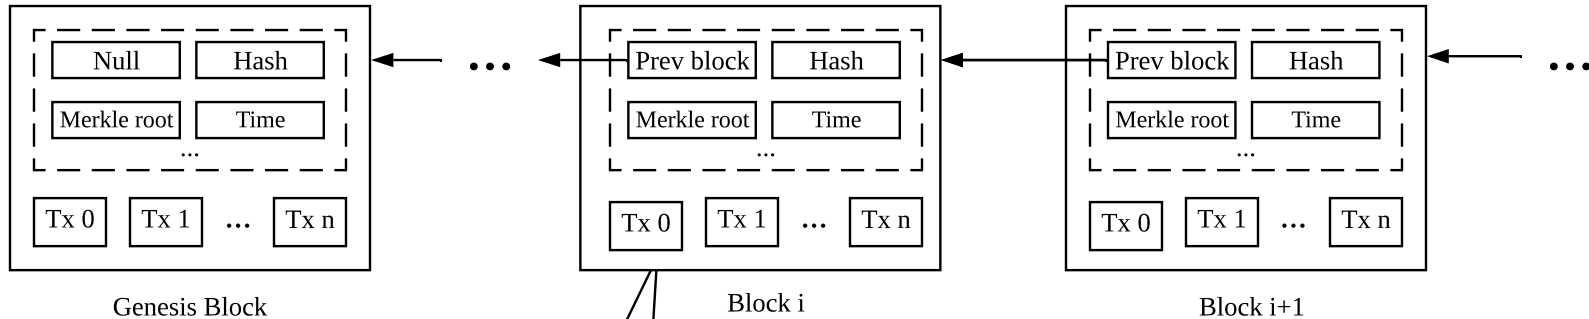 Null Hash
Merkle root Time
...
Tx 0 Tx 1 ... Tx n
Genesis Block
...
Prev block Hash
Merkle root Time
...
Tx 0 Tx 1 ... Tx n
Block i
Prev block Hash
Merkle root Time
...
Tx 0 Tx 1 ... Tx n
Block i+1
...